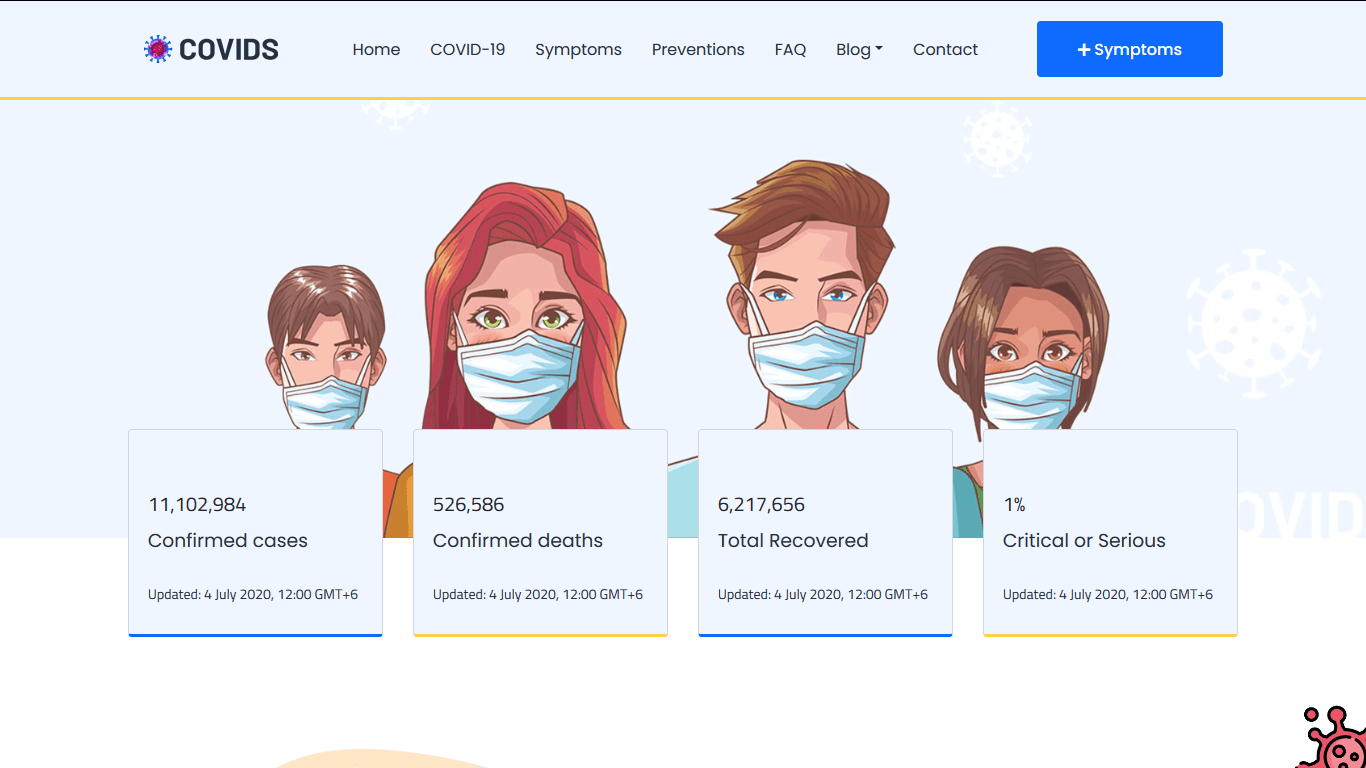 COVIDS
Home COVID-19 Symptoms Preventions FAQ Blog Contact
+ Symptoms
11,102,984
Confirmed cases
Updated: 4 July 2020, 12:00 GMT+6
526,586
Confirmed deaths
Updated: 4 July 2020, 12:00 GMT+6
6,217,656
Total Recovered
Updated: 4 July 2020, 12:00 GMT+6
1%
Critical or Serious
Updated: 4 July 2020, 12:00 GMT+6